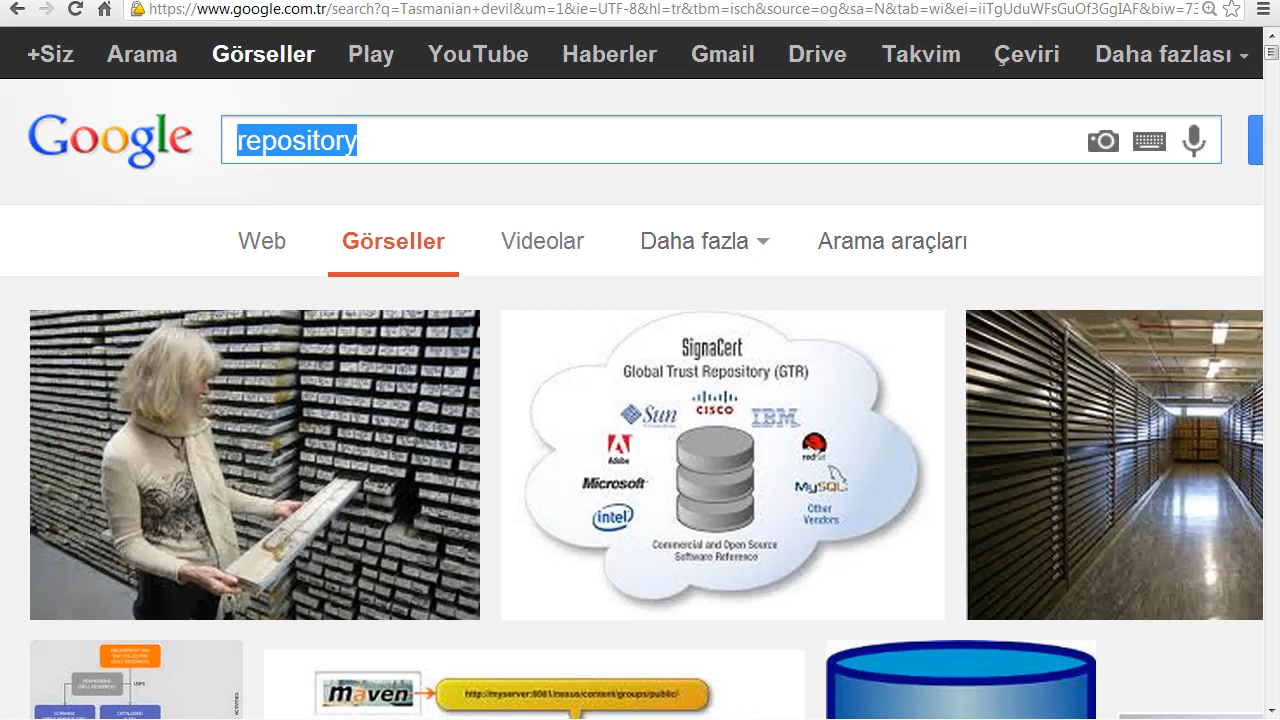 https://www.google.com.tr/search?q=Tasmanian+devil&um=1&ie=UTF-8&hl=tr&tbm=isch&source=og&sa=N&tab=wi&ei=iiTgUduWFsGuOf3GgIAF&biw=73
+Siz Arama Görseller Play YouTube Haberler Gmail Drive Takvim Çeviri Daha fazlası
Google repository
Web Görseller Videolar Daha fazla Arama araçları
SignaCert
Global Trust Repository (GTR)
Sun CISCO IBM
Adobe redhat
Microsoft MySQL
intel Other
Vendors
Commercial and Open Source
Software Reference
maven http://myserver:8081/nexus/content/groups/public/